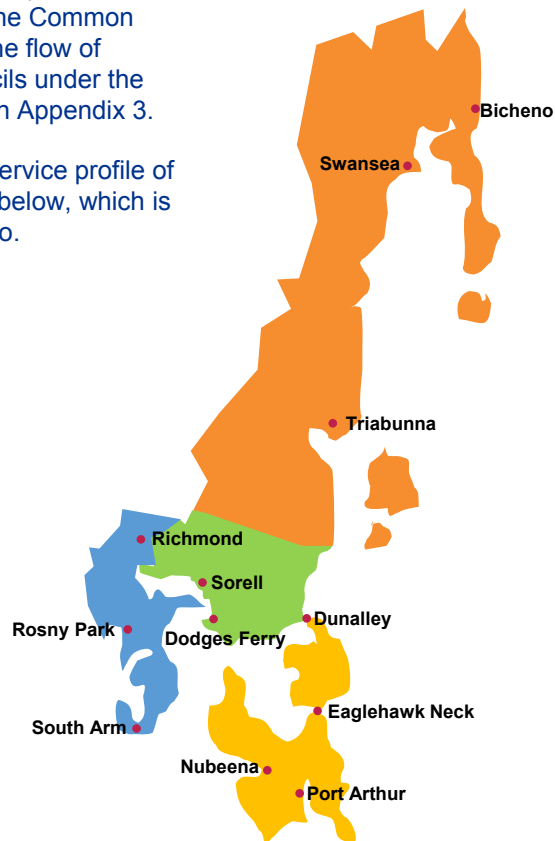 he Common
ne flow of
cils under the
n Appendix 3.
ervice profile of
below, which is
o.
Bicheno
Swansea
Triabunna
Richmond
Sorell
Rosny Park
Dodges Ferry
Dunalley
South Arm
Eaglehawk Neck
Nubeena
Port Arthur